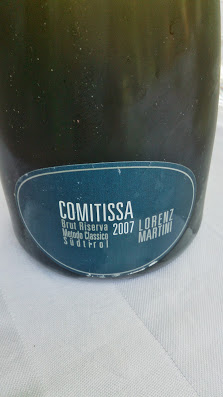 COMITISSA
Brut Riserva 2007
Metodo Classico
Südtirol
LORENZ
MARTINI